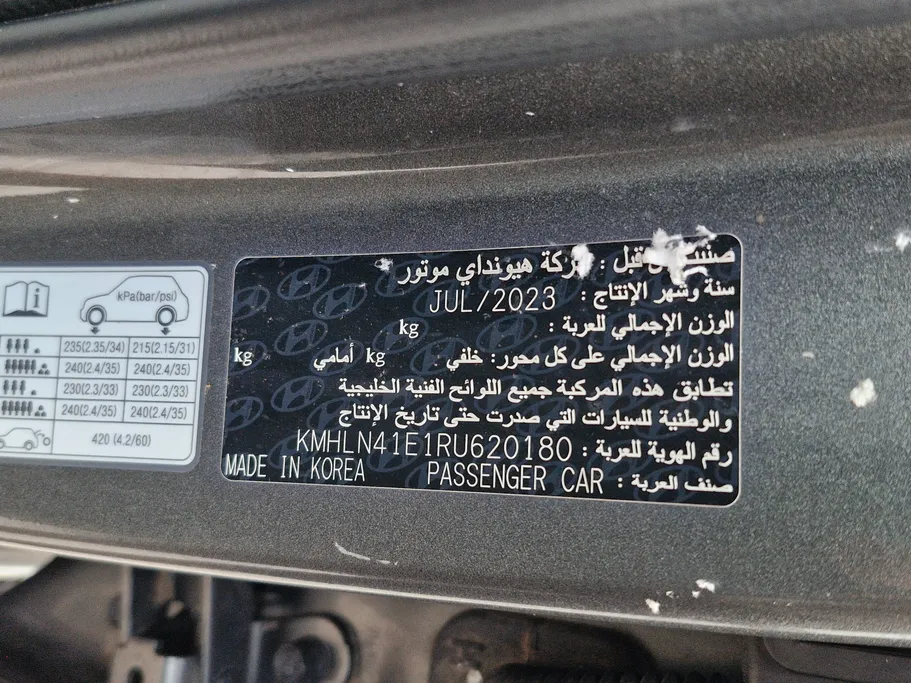 kPa(bar/psi)
235(2.35/34) 215(2.15/31)
240(2.4/35) 240(2.4/35)
230(2.3/33) 230(2.3/33)
240(2.4/35) 240(2.4/35)
420 (4.2/60)
قبل : شركة هيونداي موتور
سنة وشهر الإنتاج : JUL/2023
الوزن الإجمالي للعربة : kg
الوزن الإجمالي على كل محور: خلفي kg أمامي kg
تطابق هذه المركبة جميع اللوائح الفنية الخليجية
والوطنية للسيارات التي صدرت حتى تاريخ الإنتاج
رقم الهوية للعربة : KMHLN41E1RU620180
صنف العربة : PASSENGER CAR MADE IN KOREA